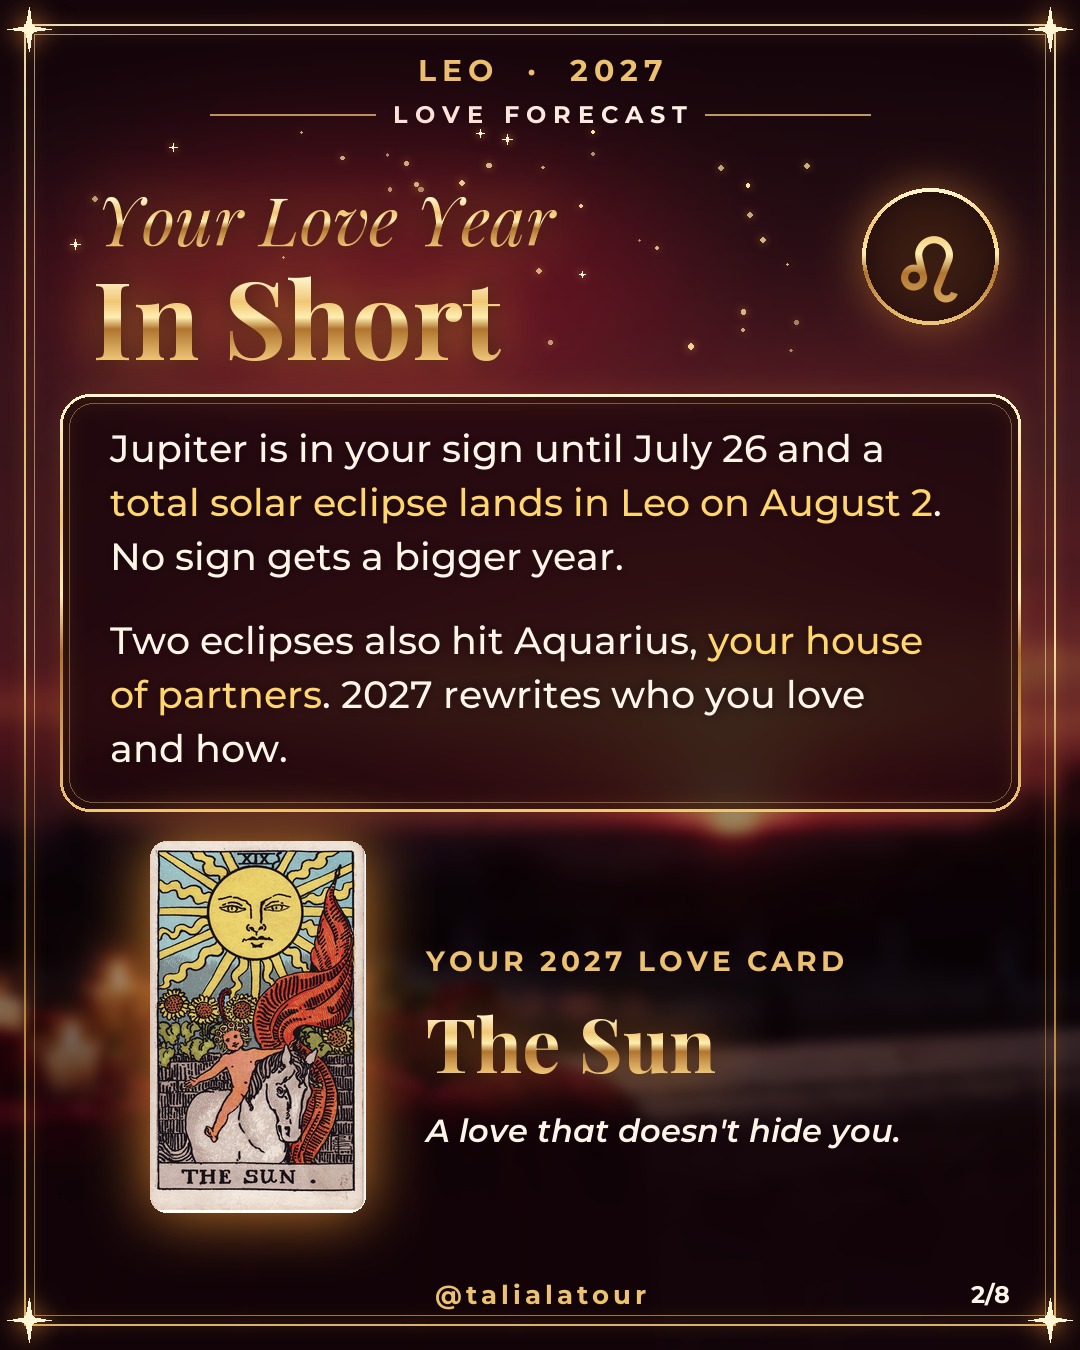 LEO · 2027
LOVE FORECAST
Your Love Year
In Short
Jupiter is in your sign until July 26 and a
total solar eclipse lands in Leo on August 2.
No sign gets a bigger year.
Two eclipses also hit Aquarius, your house
of partners. 2027 rewrites who you love
and how.
XIX
THE SUN .
YOUR 2027 LOVE CARD
The Sun
A love that doesn't hide you.
@talialatour
2/8